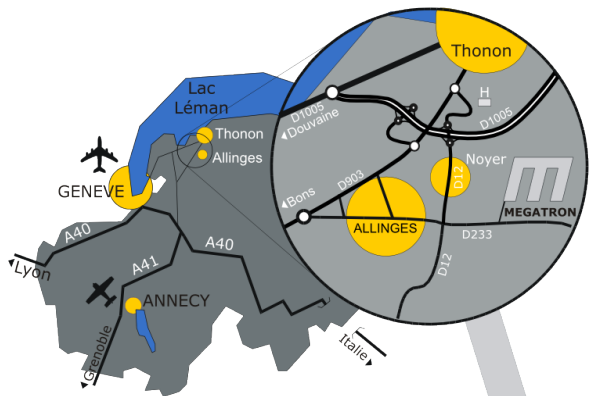 Lac
Léman
Thonon
Allinges
GENEVE
A40
A40
A41
Lyon
ANNECY
Grenoble
Italie
Thonon
H
D1005
Douvaine
D1005
Noyer
D12
D903
Bons
ALLINGES
MEGATRON
D233
D12